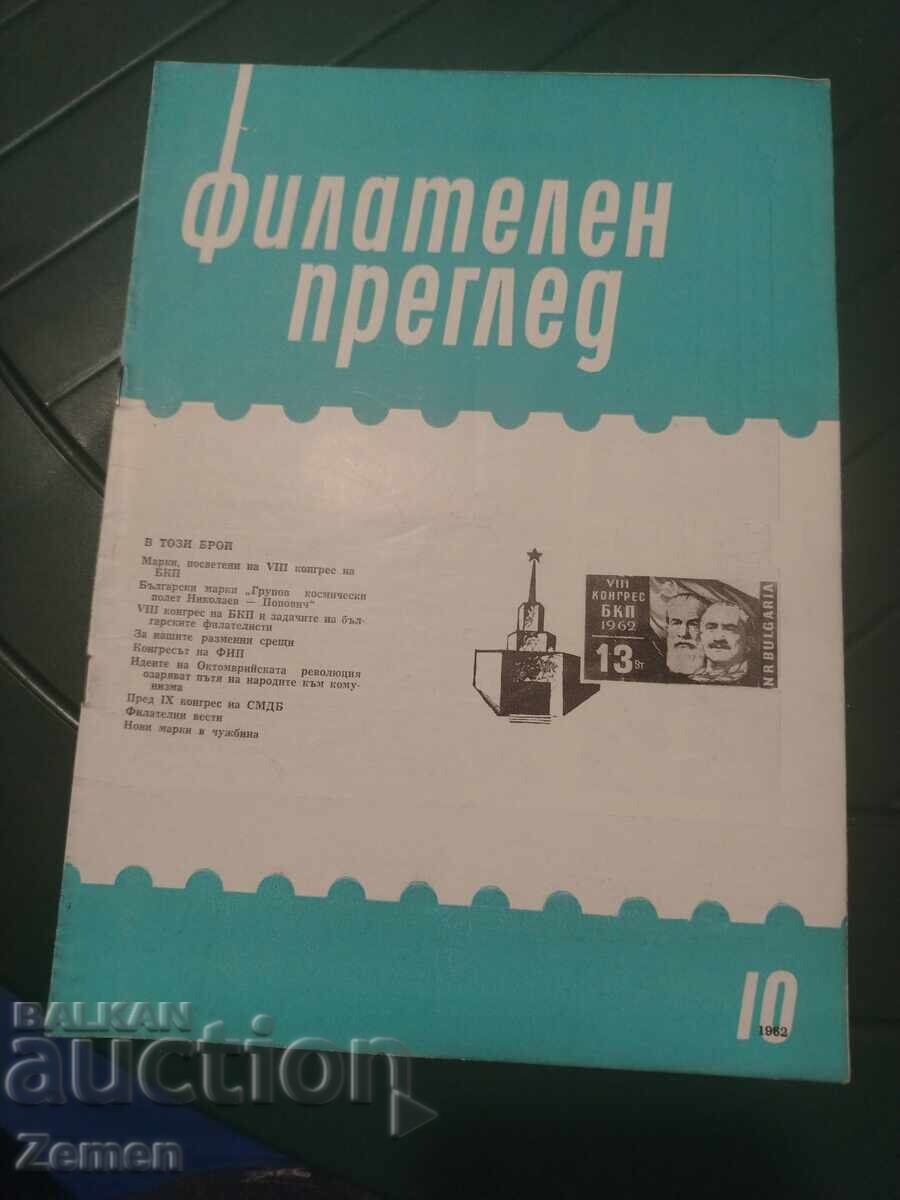 филателен
преглед
В ТОЗИ БРОЙ
Марки, посветени на VIII конгрес на
БКП
Български марки „Групов космически
полет Николаев — Попович“
VIII конгрес на БКП и задачите на бъл-
гарските филателисти
За нашите разменни срещи
Конгресът на ФИП
Идеите на Октомврийската революция
озаряват пътя на народите към кому-
низма
Пред IX конгрес на СМДБ
Филателни вести
Нови марки в чужбина
VIII
КОНГРЕС
БКП
1962
13 ст
N R BULGARIA
10
1962
BALKAN
auction
Zemen